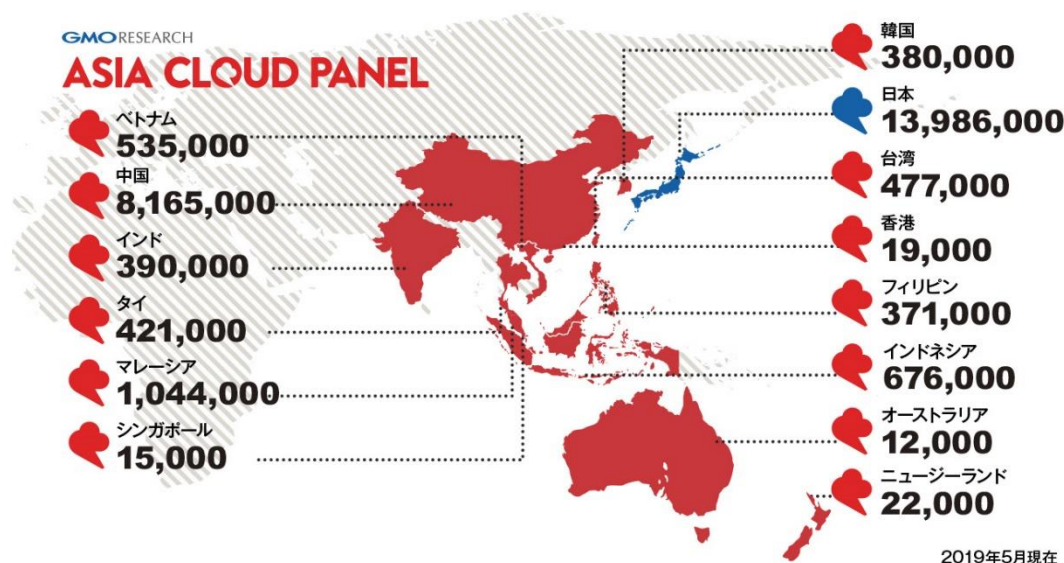 GMO RESEARCH
ASIA CLOUD PANEL
ベトナム
535,000
中国
8,165,000
インド
390,000
タイ
421,000
マレーシア
1,044,000
シンガポール
15,000
韓国
380,000
日本
13,986,000
台湾
477,000
香港
19,000
フィリピン
371,000
インドネシア
676,000
オーストラリア
12,000
ニュージーランド
22,000
2019年5月現在